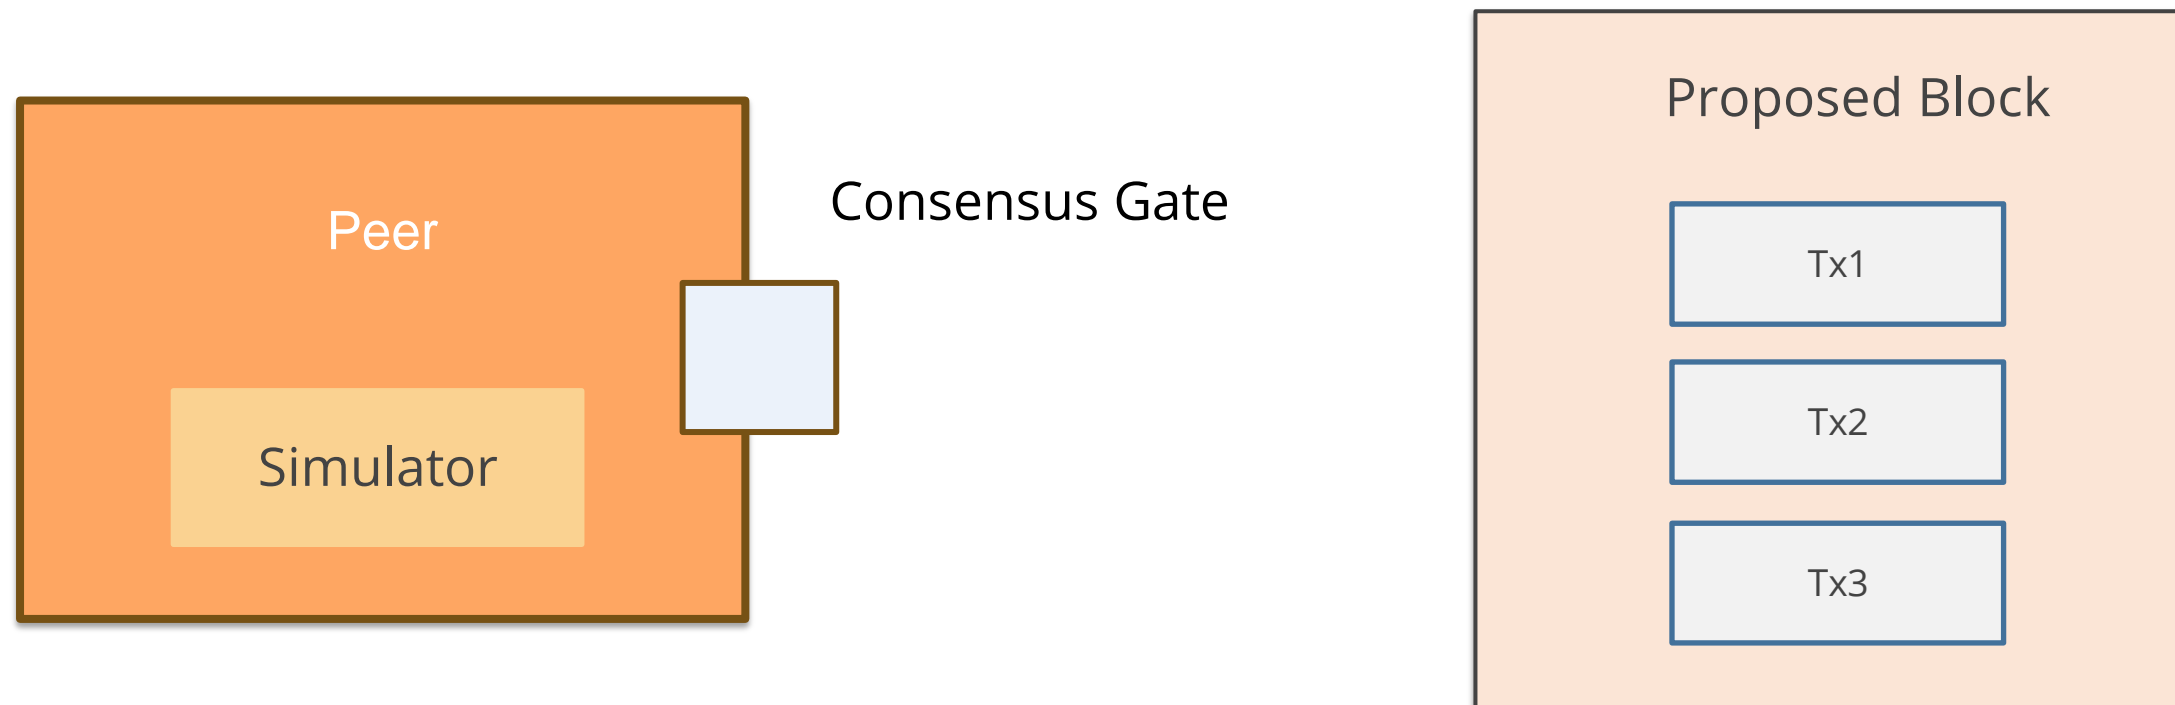 Peer
Simulator
Consensus Gate
Proposed Block
Tx1
Tx2
Tx3